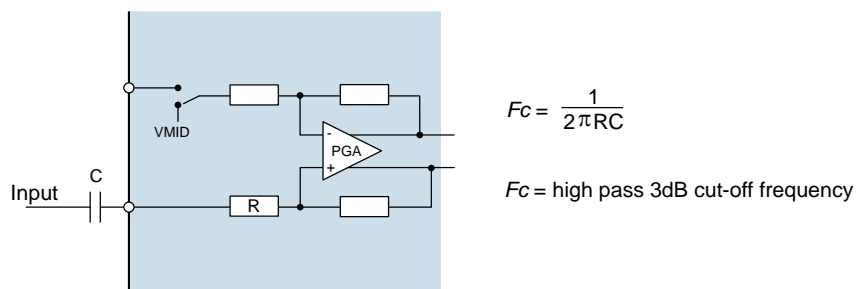 VMID
-
PGA
+
C
Input
R
Fc = 1 / 2πRC
Fc = high pass 3dB cut-off frequency